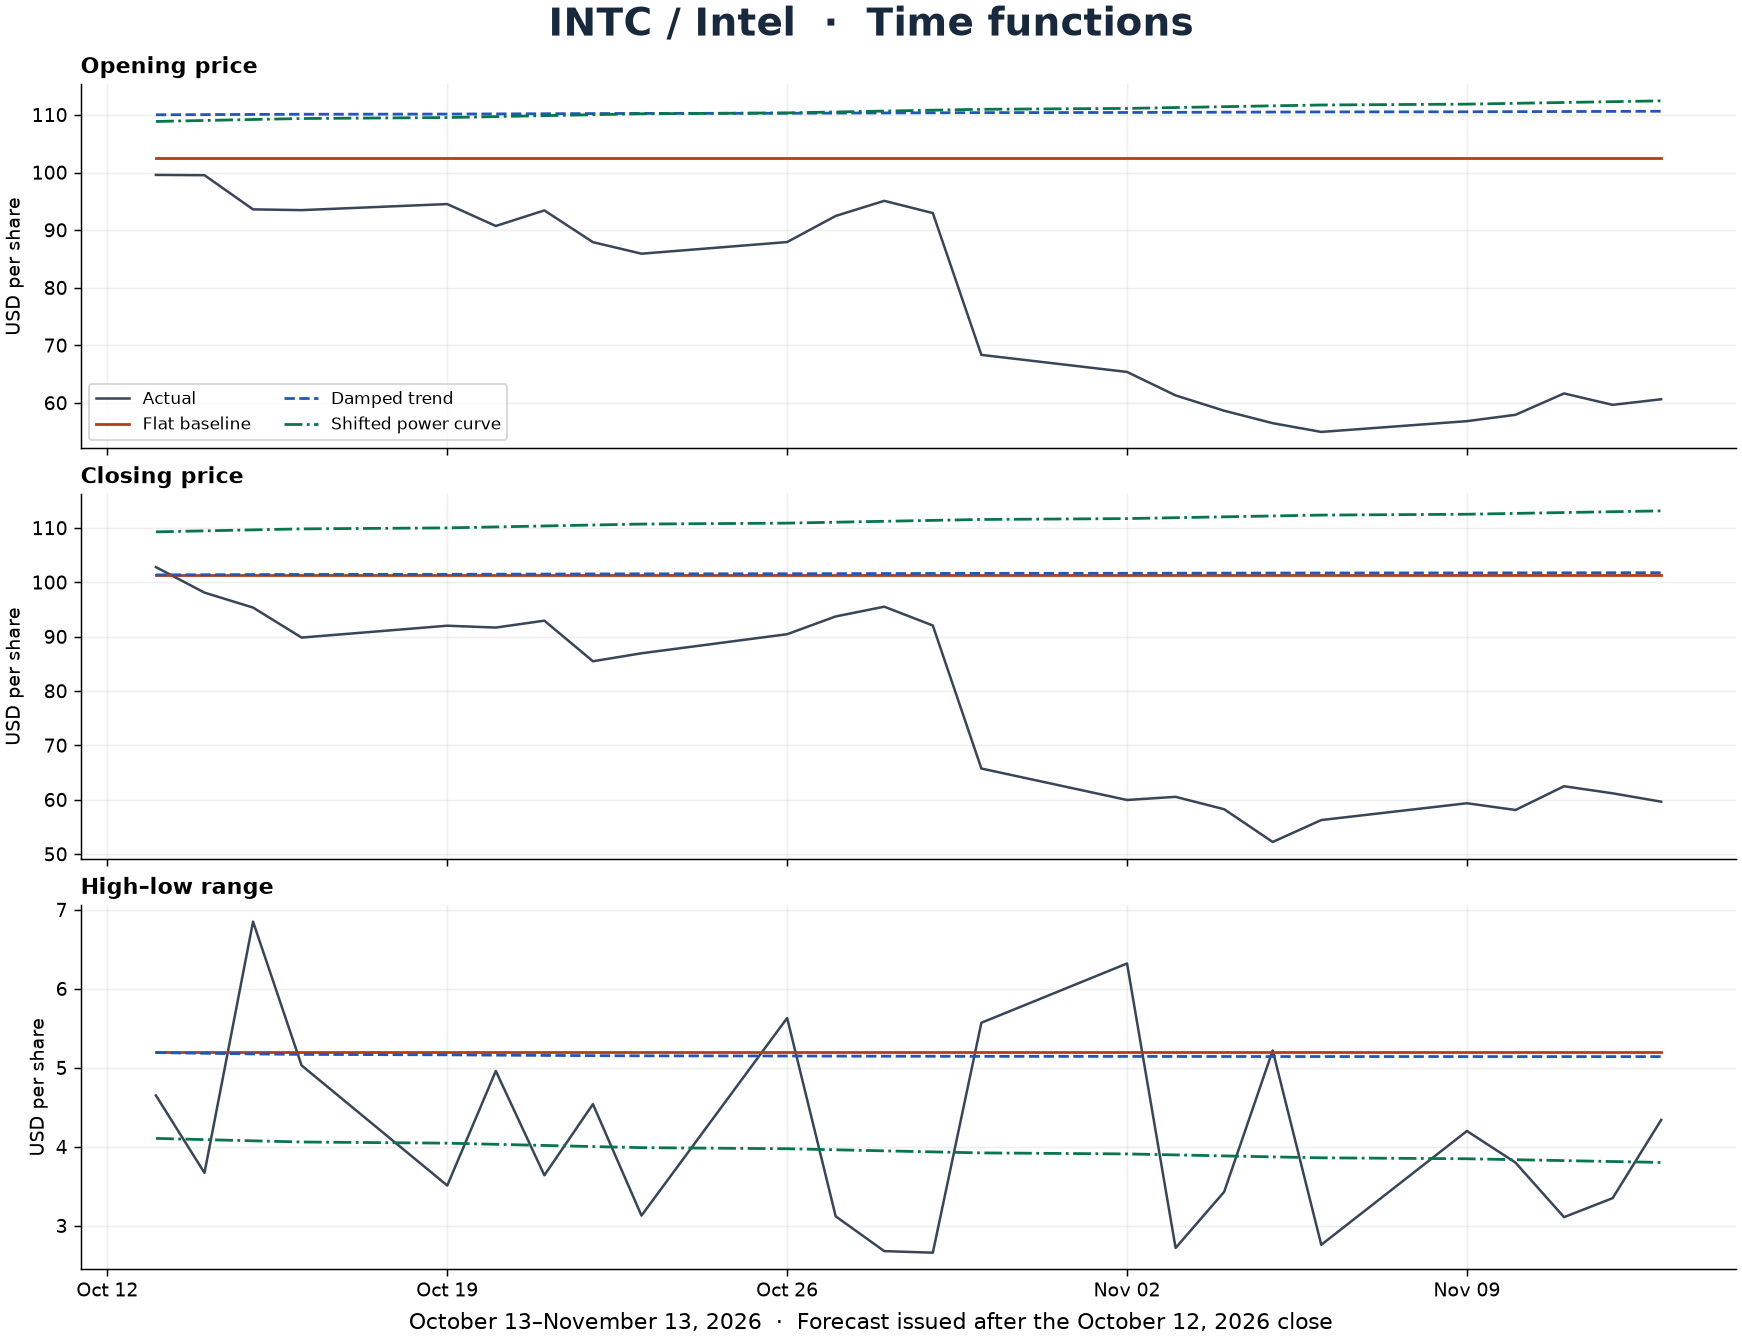 INTC / Intel · Time functions
Opening price
USD per share
110
100
90
80
70
60
Actual
Flat baseline
Damped trend
Shifted power curve
Closing price
USD per share
110
100
90
80
70
60
50
High–low range
USD per share
7
6
5
4
3
Oct 12
Oct 19
Oct 26
Nov 02
Nov 09
October 13–November 13, 2026 · Forecast issued after the October 12, 2026 close